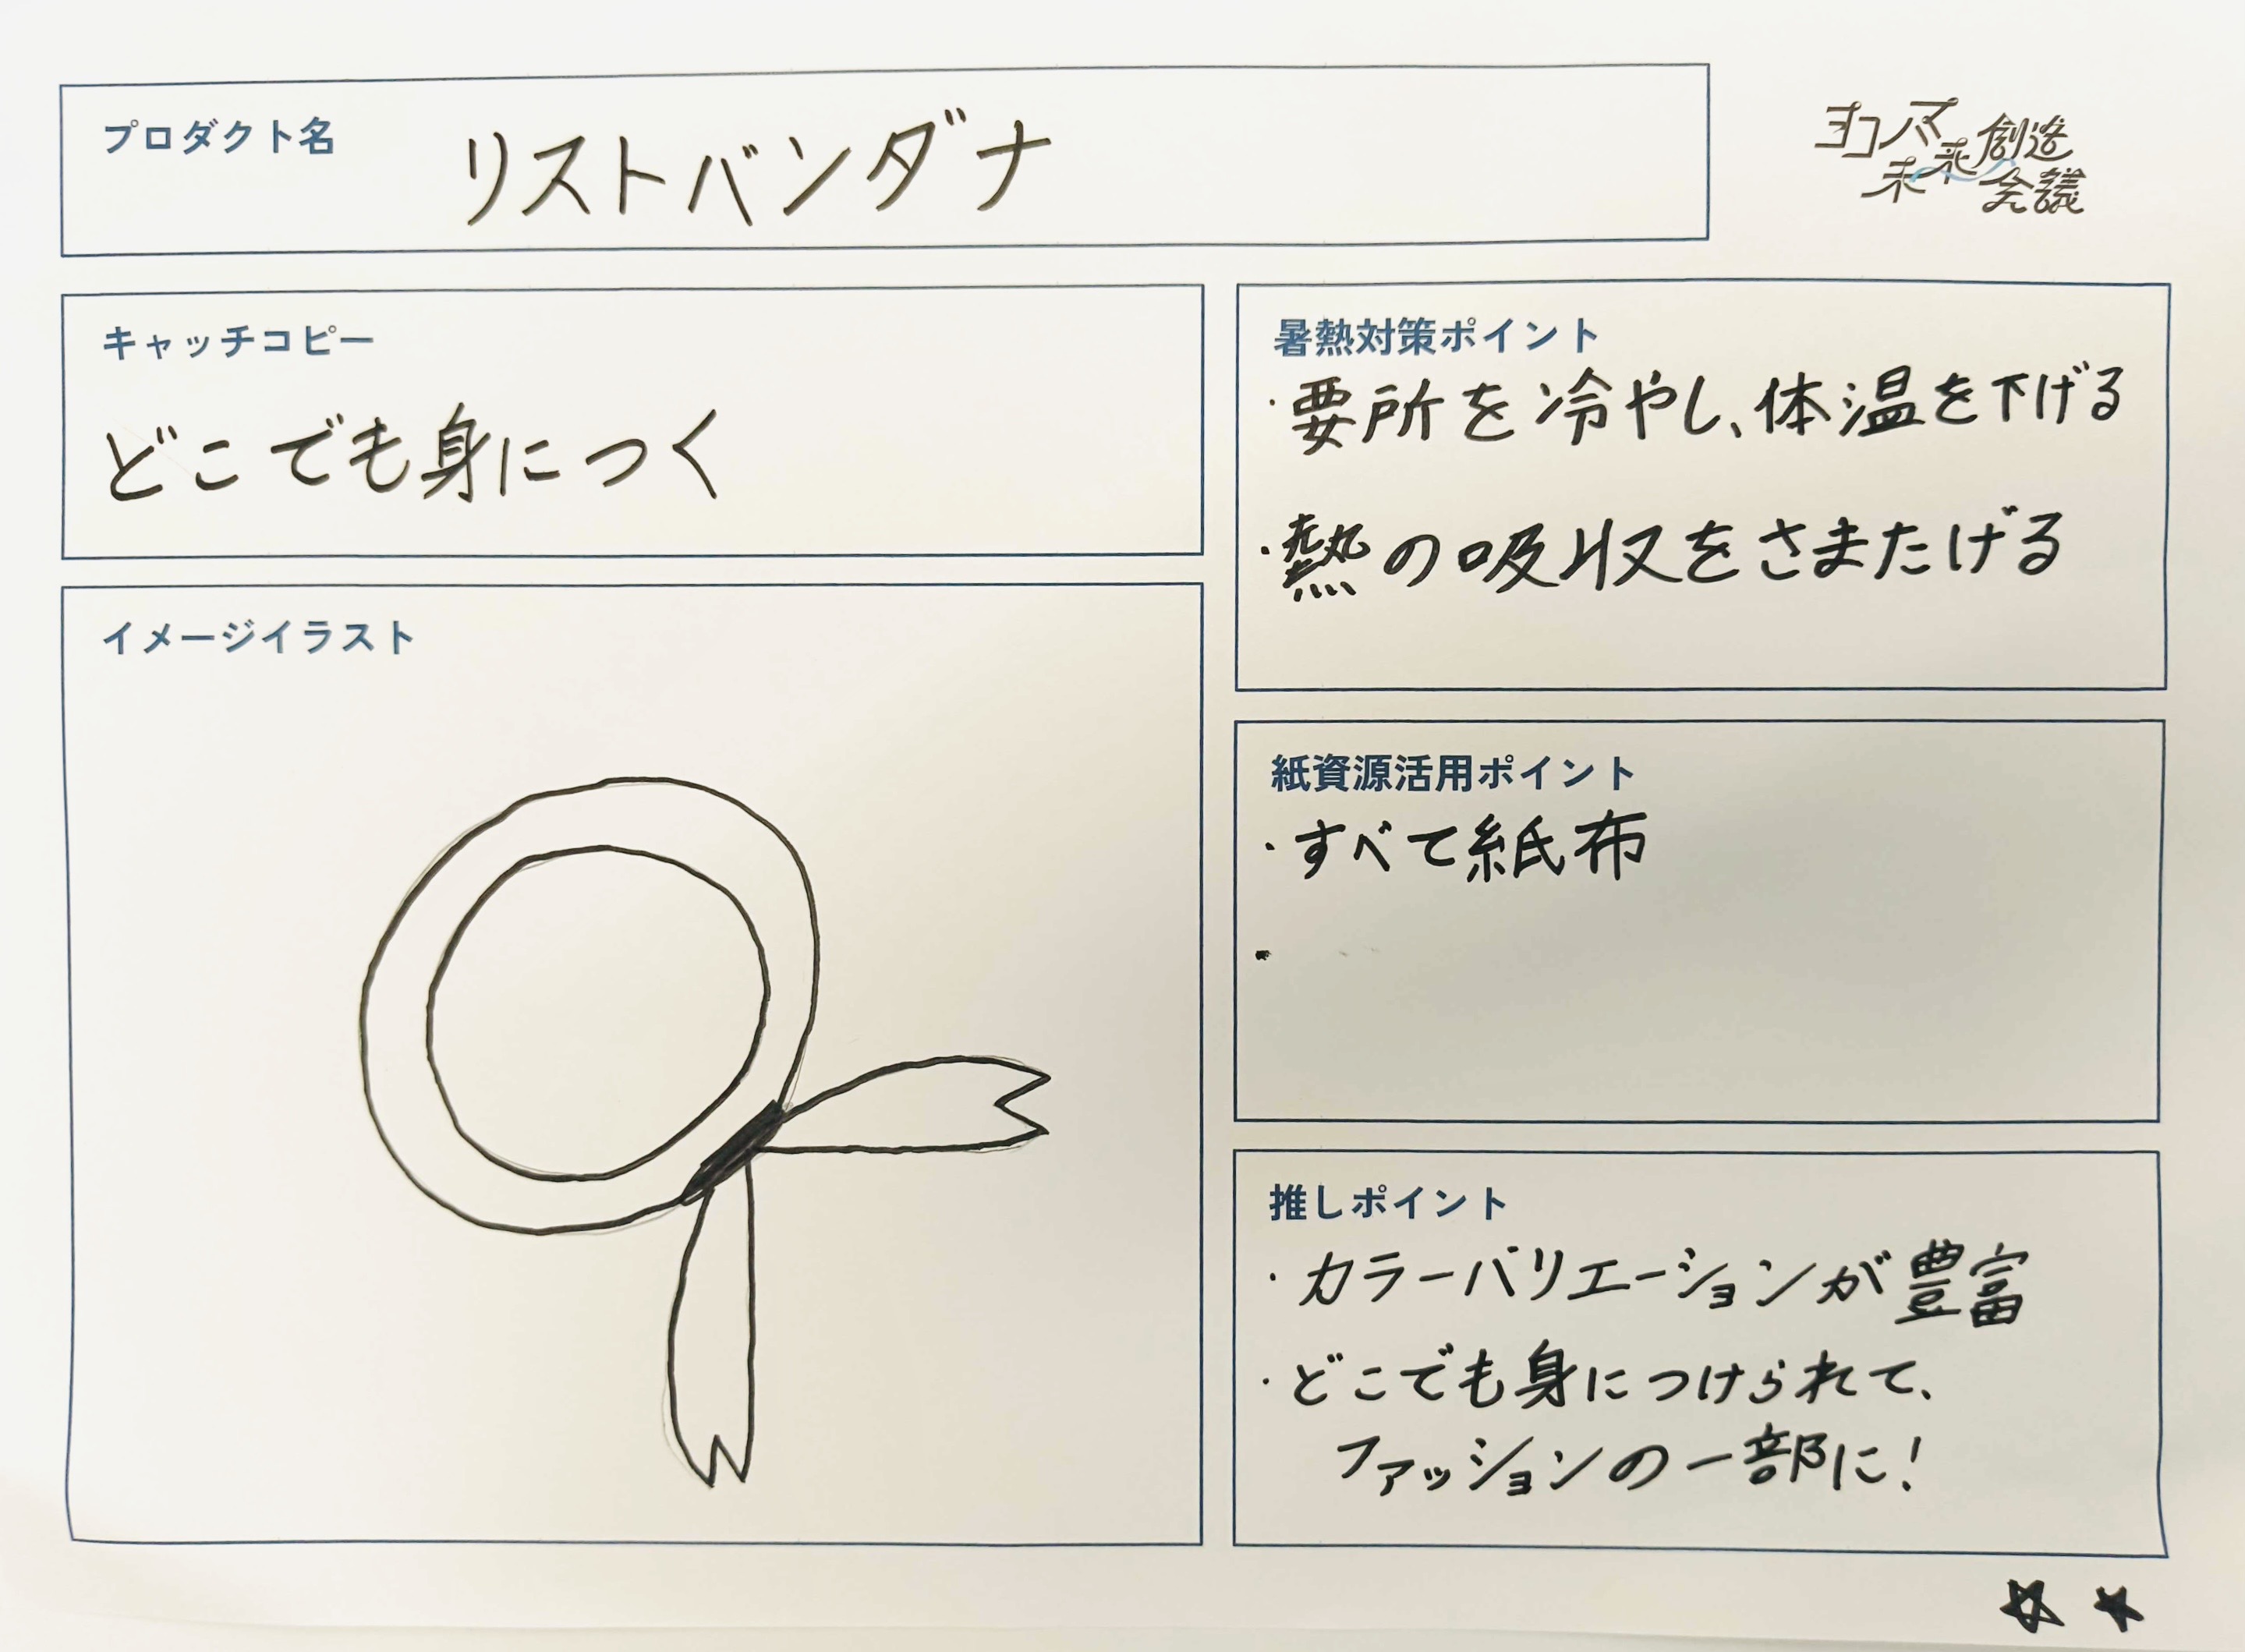 プロダクト名
リストバンダナ
ヨコハマ
未来創造
会議
キャッチコピー
どこでも身につく
イメージイラスト
暑熱対策ポイント
・要所を冷やし、体温を下げる
・熱の吸収をさまたげる
紙資源活用ポイント
・すべて紙布
・
推しポイント
・カラーバリエーションが豊富
・どこでも身につけられて、
ファッションの一部に!